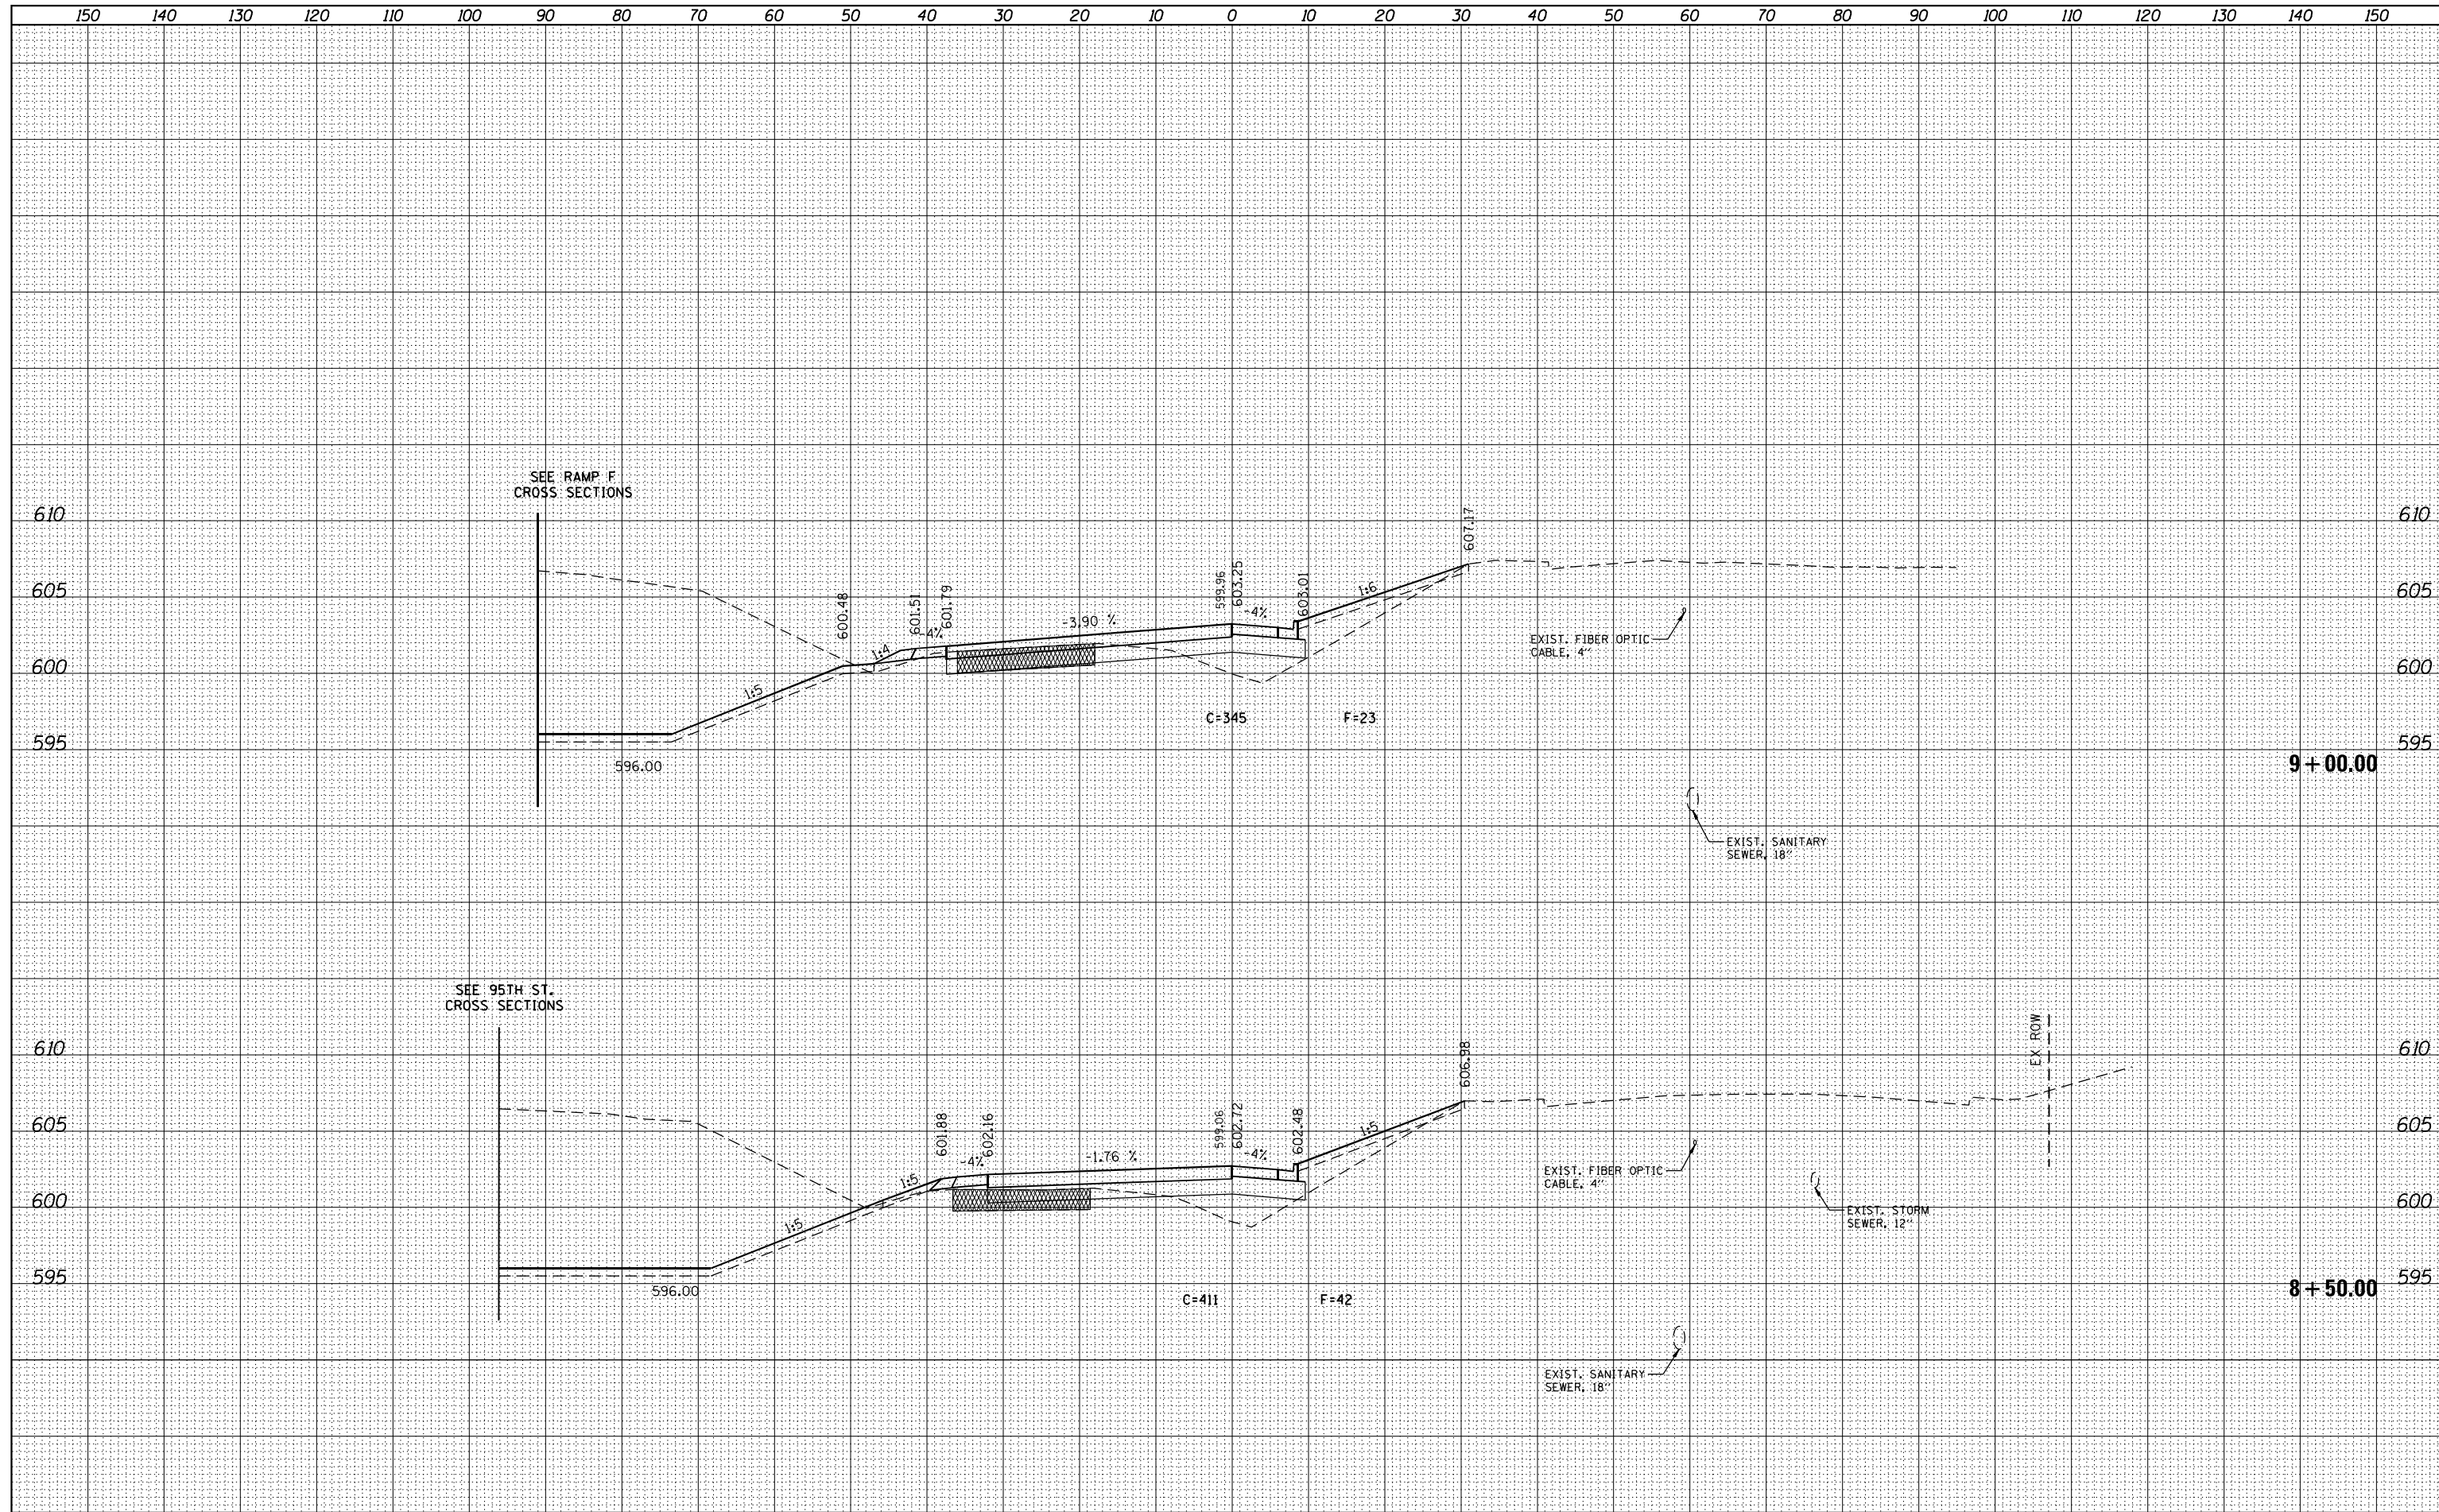 150 140 130 120 110 100 90 80 70 60 50 40 30 20 10 0 10 20 30 40 50 60 70 80 90 100 110 120 130 140 150
SEE RAMP F
CROSS SECTIONS
610
610
605
605
600
600
595
595
600.48
601.51
601.79
599.96
603.25
603.01
607.17
1:5
1:4
-4%
-3.90 %
-4%
1:6
596.00
C=345
F=23
EXIST. FIBER OPTIC
CABLE, 4"
9+00.00
EXIST. SANITARY
SEWER, 18"
SEE 95TH ST.
CROSS SECTIONS
610
610
605
605
600
600
595
595
601.88
602.16
599.06
602.72
602.48
606.98
EX ROW
1:5
1:5
-4%
-1.76 %
-4%
1:5
596.00
C=411
F=42
EXIST. FIBER OPTIC
CABLE, 4"
EXIST. STORM
SEWER, 12"
8+50.00
EXIST. SANITARY
SEWER, 18"